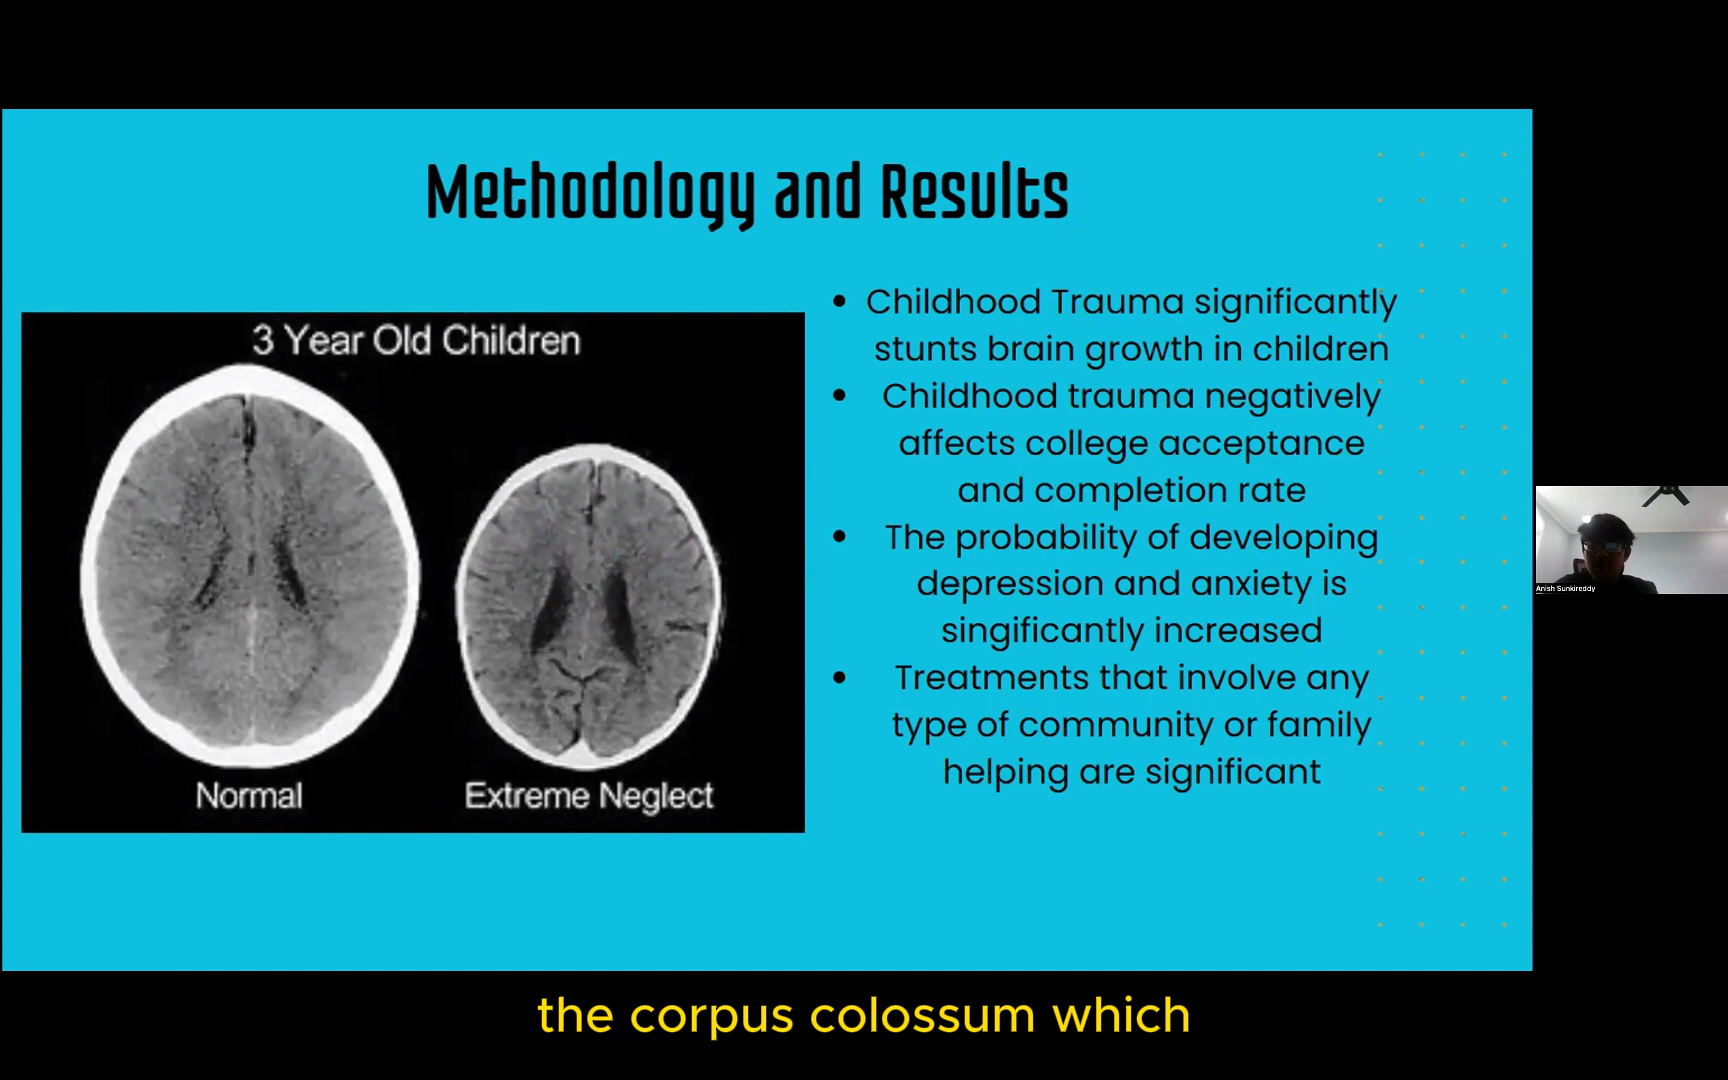 Methodology and Results
3 Year Old Children
Normal
Extreme Neglect
• Childhood Trauma significantly
stunts brain growth in children
• Childhood trauma negatively
affects college acceptance
and completion rate
• The probability of developing
depression and anxiety is
singificantly increased
• Treatments that involve any
type of community or family
helping are significant
Anish Sunkireddy
the corpus colossum which